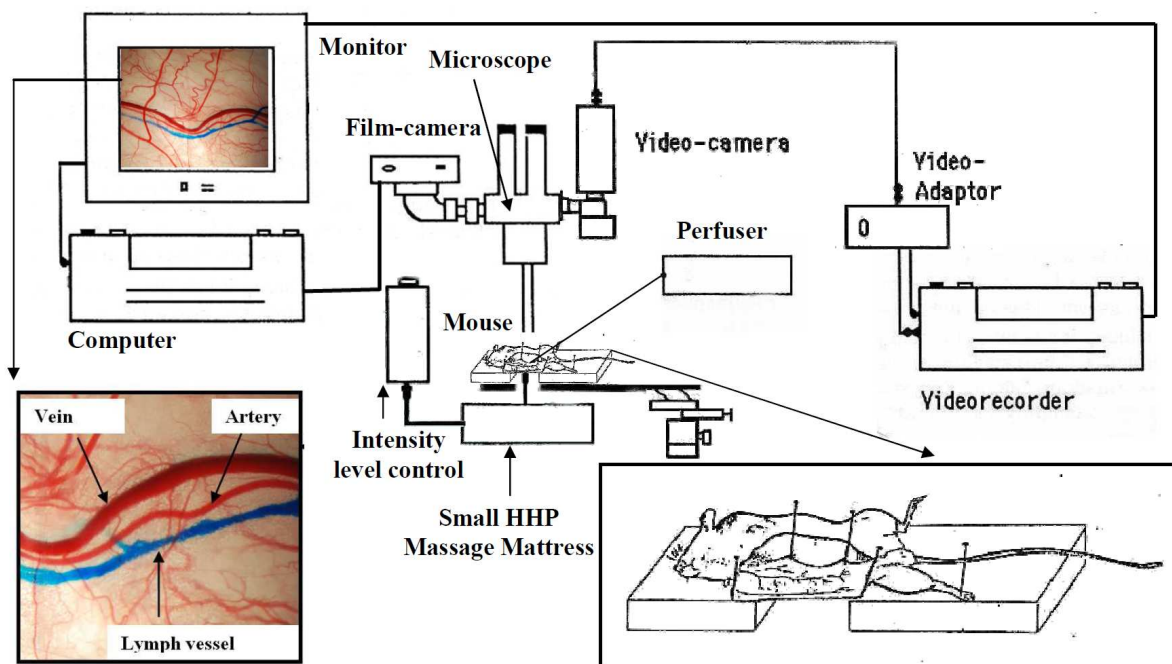 Monitor
Microscope
Film-camera
Video-camera
Video-
Adaptor
Perfuser
Computer
Mouse
Videorecorder
Intensity
level control
Small HHP
Massage Mattress
Vein
Artery
Lymph vessel